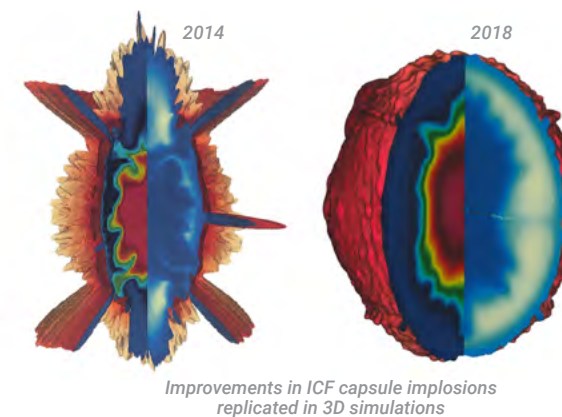 2014
2018
Improvements in ICF capsule implosions
replicated in 3D simulations